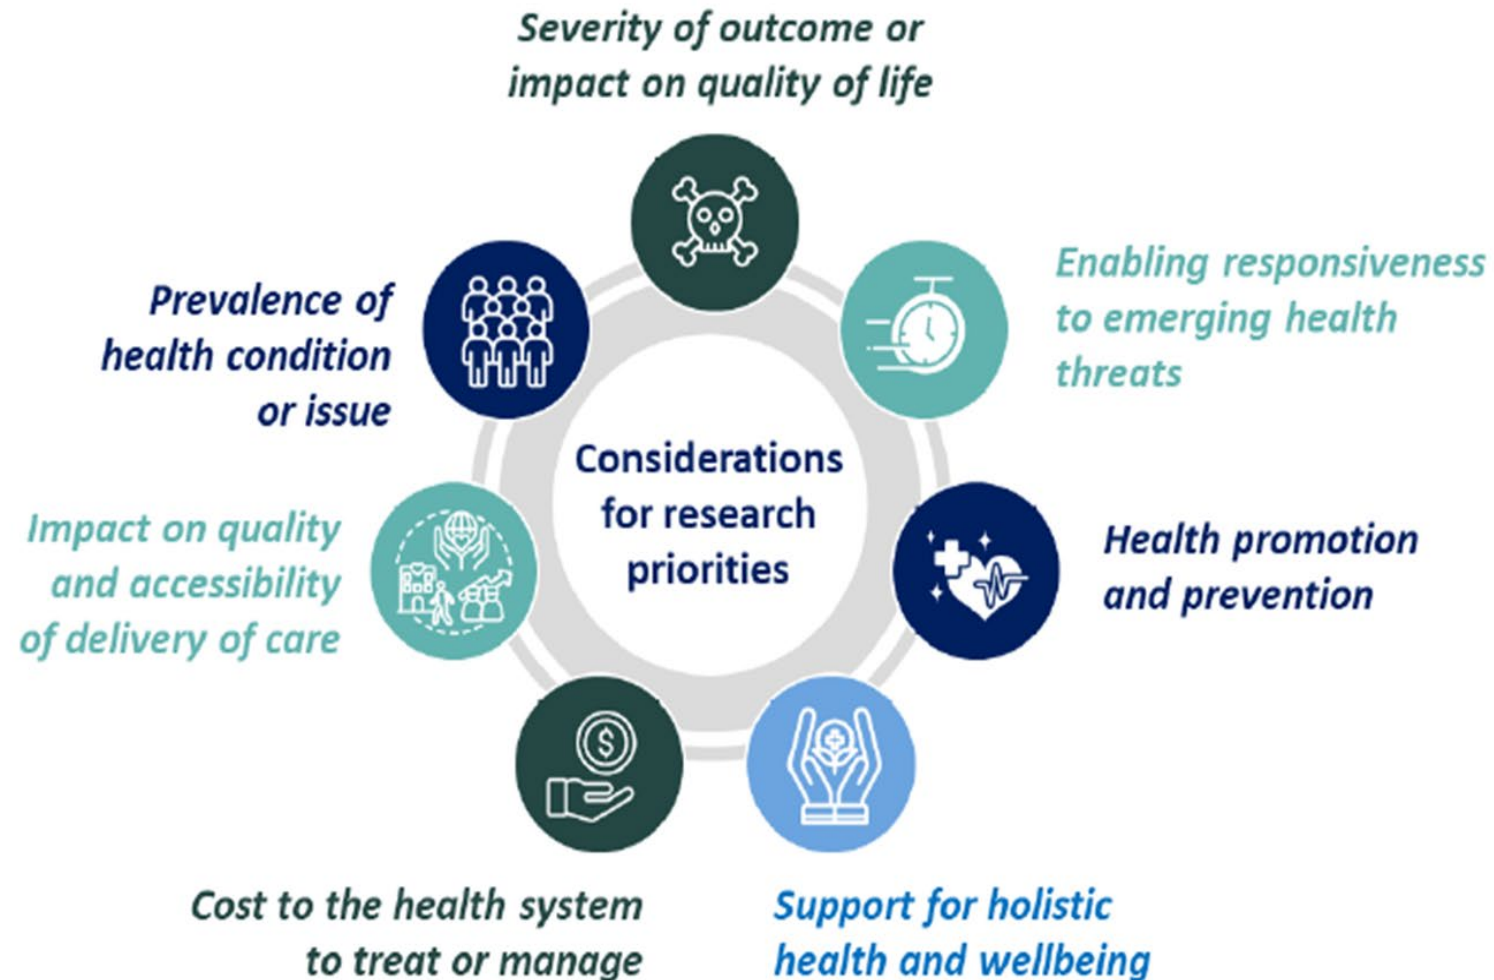 Severity of outcome or
impact on quality of life
Enabling responsiveness
to emerging health
threats
Health promotion
and prevention
Support for holistic
health and wellbeing
Cost to the health system
to treat or manage
Impact on quality
and accessibility
of delivery of care
Prevalence of
health condition
or issue
Considerations
for research
priorities
$